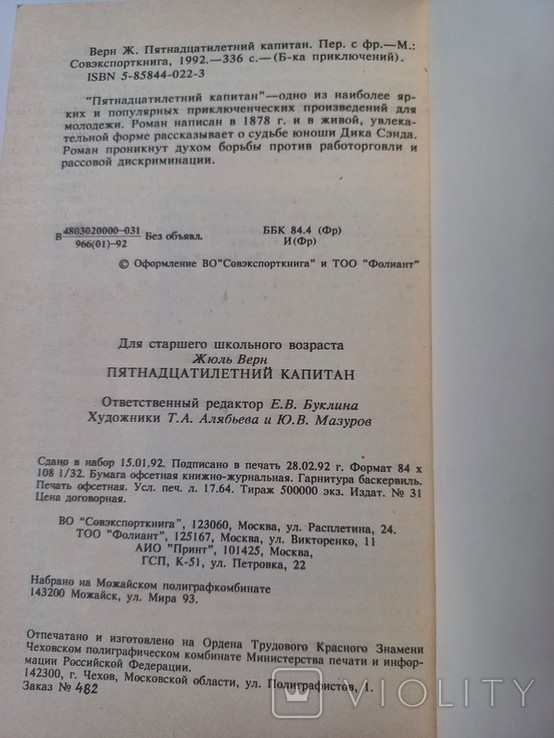 Верн Ж. Пятнадцатилетний капитан. Пер. с фр.—М.:
Совэкспорткнига, 1992.—336 с.—(Б-ка приключений).
ISBN 5-85844-022-3
"Пятнадцатилетний капитан"—одно из наиболее яр-
ких и популярных приключенческих произведений для
молодежи. Роман написан в 1878 г. и в живой, увлека-
тельной форме рассказывает о судьбе юноши Дика Сэнда.
Роман проникнут духом борьбы против работорговли и
рассовой дискриминации.
В 4803020000-031 Без объявл.
966(01)-92
ББК 84.4 (Фр)
И(Фр)
© Оформление ВО"Совэкспорткнига" и ТОО "Фолиант"
Для старшего школьного возраста
Жюль Верн
ПЯТНАДЦАТИЛЕТНИЙ КАПИТАН
Ответственный редактор Е.В. Буклина
Художники Т.А. Алябьева и Ю.В. Мазуров
Сдано в набор 15.01.92. Подписано в печать 28.02.92 г. Формат 84 х
108 1/32. Бумага офсетная книжно-журнальная. Гарнитура баскервиль.
Печать офсетная. Усл. печ. л. 17.64. Тираж 500000 экз. Издат. № 31
Цена договорная.
ВО "Совэкспорткнига", 123060, Москва, ул. Расплетина, 24.
ТОО "Фолиант", 125167, Москва, ул. Викторенко, 11
АИО "Принт", 101425, Москва,
ГСП, К-51, ул. Петровка, 22
Набрано на Можайском полиграфкомбинате
143200 Можайск, ул. Мира 93.
Отпечатано и изготовлено на Ордена Трудового Красного Знамени
Чеховском полиграфическом комбинате Министерства печати и инфор-
мации Российской Федерации.
142300, г. Чехов, Московской области, ул. Полиграфистов, 1.
Заказ № 482
VIOLITY